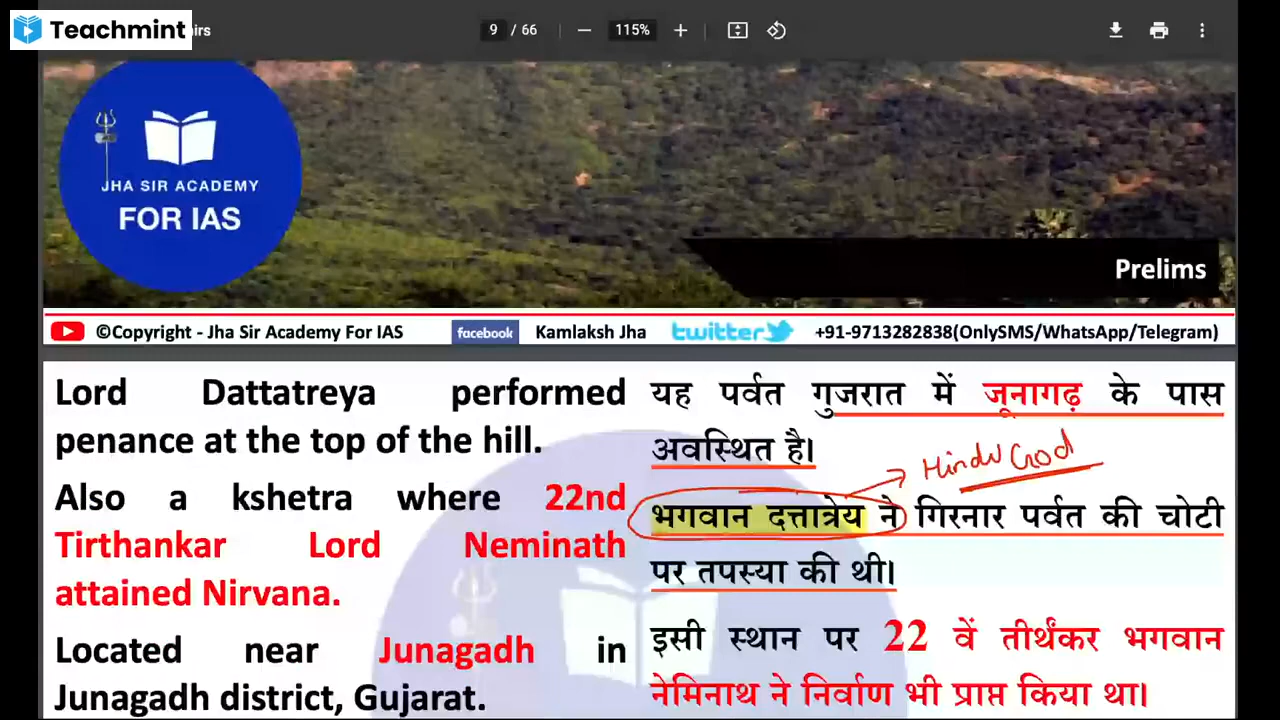 Teachmint
irs
9 / 66
115%
JHA SIR ACADEMY
FOR IAS
Prelims
©Copyright - Jha Sir Academy For IAS facebook Kamlaksh Jha twitter +91-9713282838(OnlySMS/WhatsApp/Telegram)
Lord Dattatreya performed
penance at the top of the hill.
Also a kshetra where 22nd
Tirthankar Lord Neminath
attained Nirvana.
Located near Junagadh in
Junagadh district, Gujarat.
यह पर्वत गुजरात में जूनागढ़ के पास
अवस्थित है।
Hindu God
भगवान दत्तात्रेय ने गिरनार पर्वत की चोटी
पर तपस्या की थी।
इसी स्थान पर 22 वें तीर्थंकर भगवान
नेमिनाथ ने निर्वाण भी प्राप्त किया था।